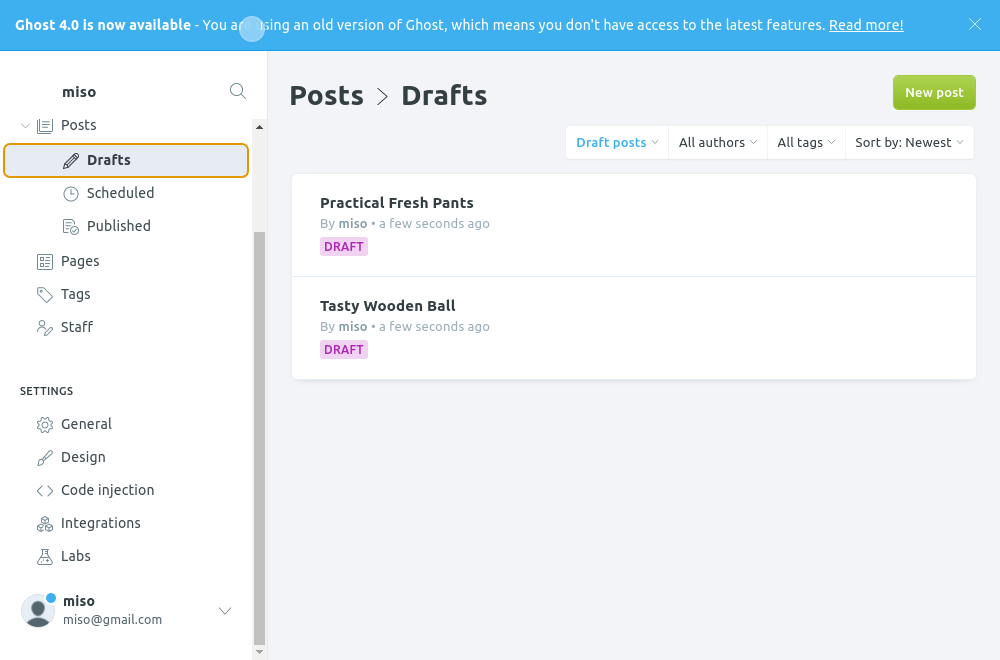 Ghost 4.0 is now available - You are using an old version of Ghost, which means you don't have access to the latest features. Read more!
miso
Posts
Drafts
Scheduled
Published
Pages
Tags
Staff
SETTINGS
General
Design
Code injection
Integrations
Labs
miso
miso@gmail.com
Posts > Drafts
New post
Draft posts All authors All tags Sort by: Newest
Practical Fresh Pants
By miso • a few seconds ago
DRAFT
Tasty Wooden Ball
By miso • a few seconds ago
DRAFT